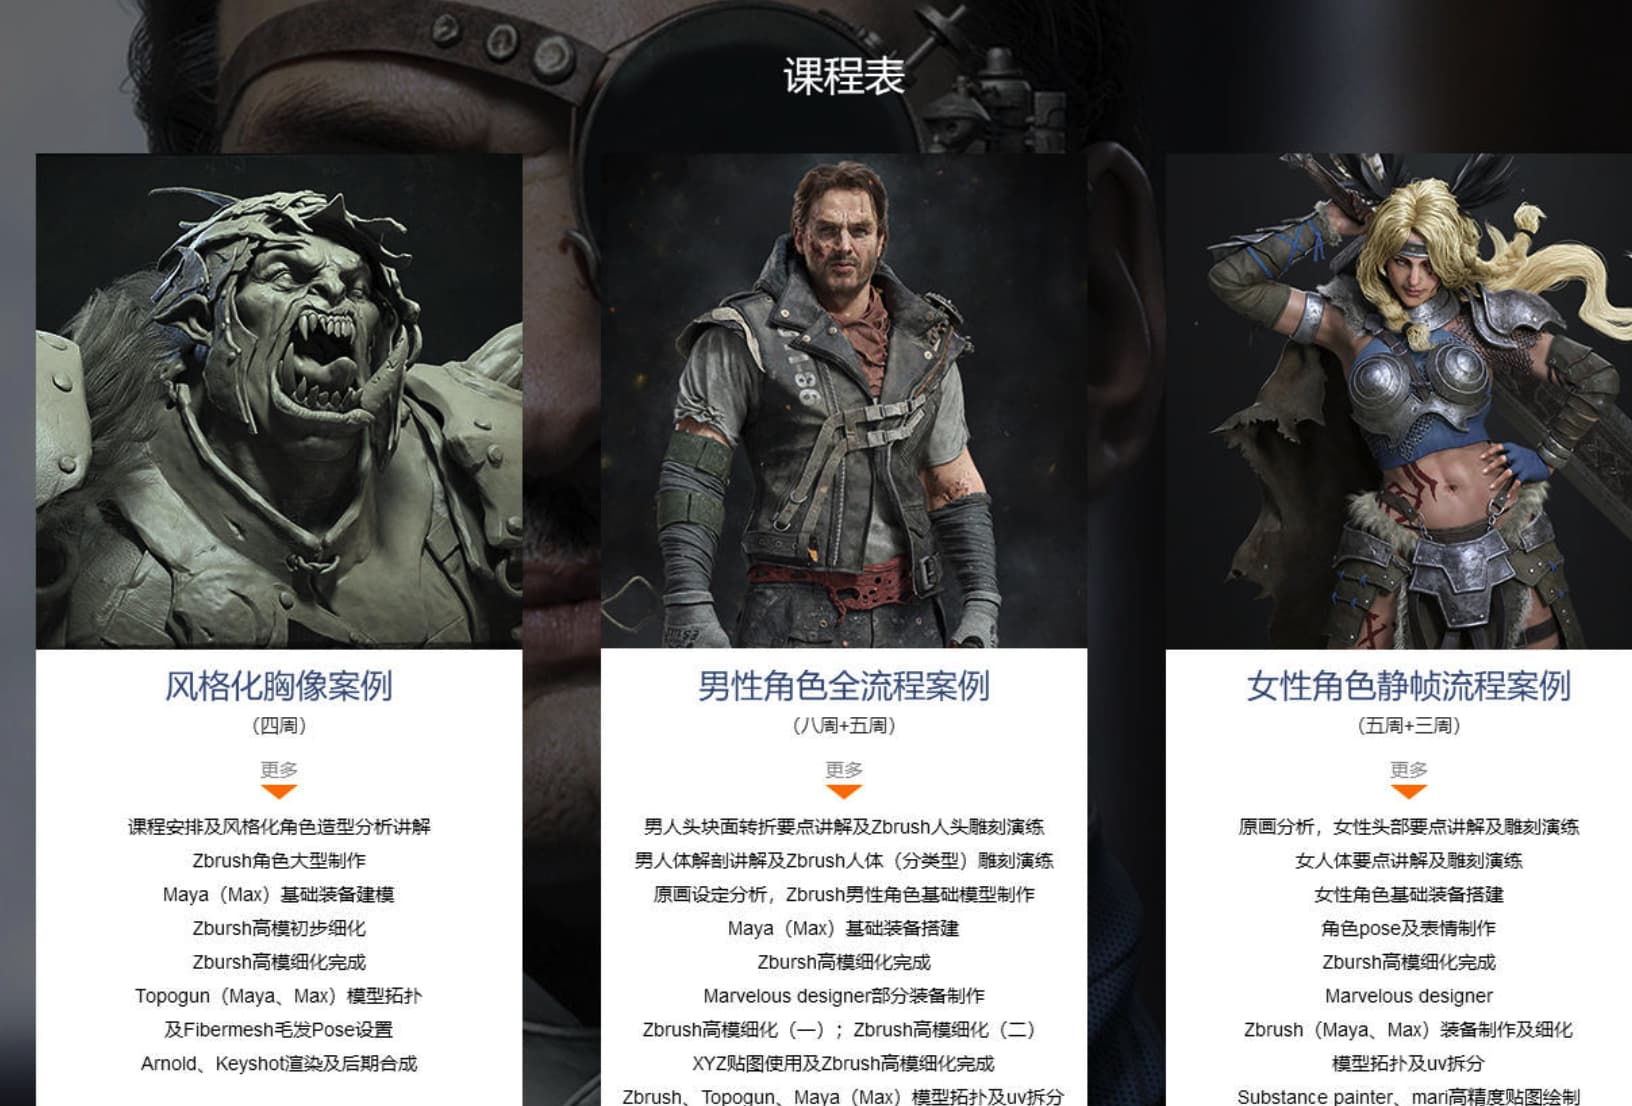 课程表
风格化胸像案例
（四周）
更多
课程安排及风格化角色造型分析讲解
Zbrush角色大型制作
Maya（Max）基础装备建模
Zbursh高模初步细化
Zbursh高模细化完成
Topogun（Maya、Max）模型拓扑
及Fibermesh毛发Pose设置
Arnold、Keyshot渲染及后期合成
男性角色全流程案例
（八周+五周）
更多
男人头块面转折要点讲解及Zbrush人头雕刻演练
男人体解剖讲解及Zbrush人体（分类型）雕刻演练
原画设定分析，Zbrush男性角色基础模型制作
Maya（Max）基础装备搭建
Zbursh高模细化完成
Marvelous designer部分装备制作
Zbrush高模细化（一）；Zbrush高模细化（二）
XYZ贴图使用及Zbrush高模细化完成
Zbrush、Topogun、Maya（Max）模型拓扑及uv拆分
女性角色静帧流程案例
（五周+三周）
更多
原画分析，女性头部要点讲解及雕刻演练
女人体要点讲解及雕刻演练
女性角色基础装备搭建
角色pose及表情制作
Zbursh高模细化完成
Marvelous designer
Zbrush（Maya、Max）装备制作及细化
模型拓扑及uv拆分
Substance painter、mari高精度贴图绘制